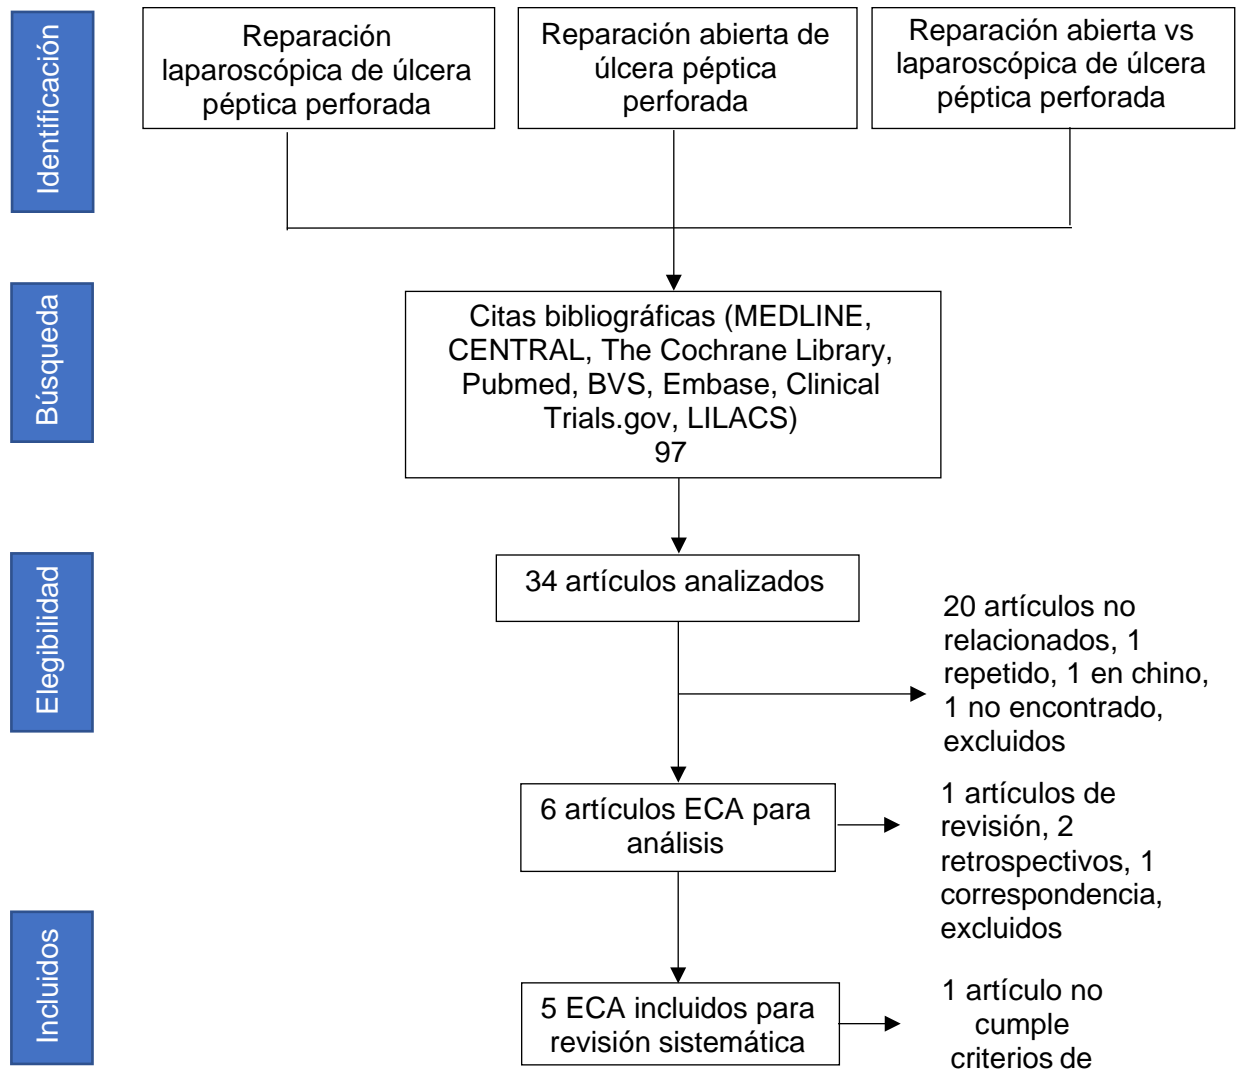 Identificación
Reparación
laparoscópica de úlcera
péptica perforada
Reparación abierta de
úlcera péptica
perforada
Reparación abierta vs
laparoscópica de úlcera
péptica perforada
Búsqueda
Citas bibliográficas (MEDLINE,
CENTRAL, The Cochrane Library,
Pubmed, BVS, Embase, Clinical
Trials.gov, LILACS)
97
Elegibilidad
34 artículos analizados
20 artículos no
relacionados, 1
repetido, 1 en chino,
1 no encontrado,
excluidos
6 artículos ECA para
análisis
1 artículos de
revisión, 2
retrospectivos, 1
correspondencia,
excluidos
Incluidos
5 ECA incluidos para
revisión sistemática
1 artículo no
cumple
criterios de